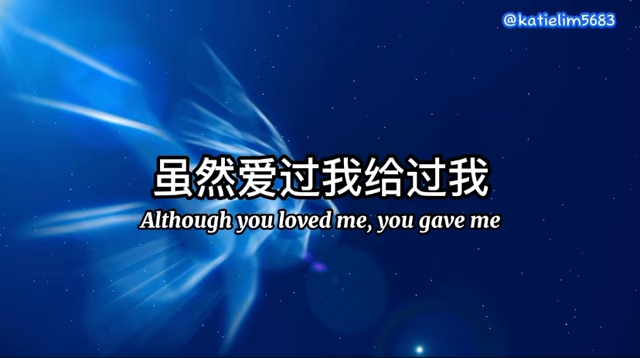 @katielim5683
虽然爱过我给过我
Although you loved me, you gave me